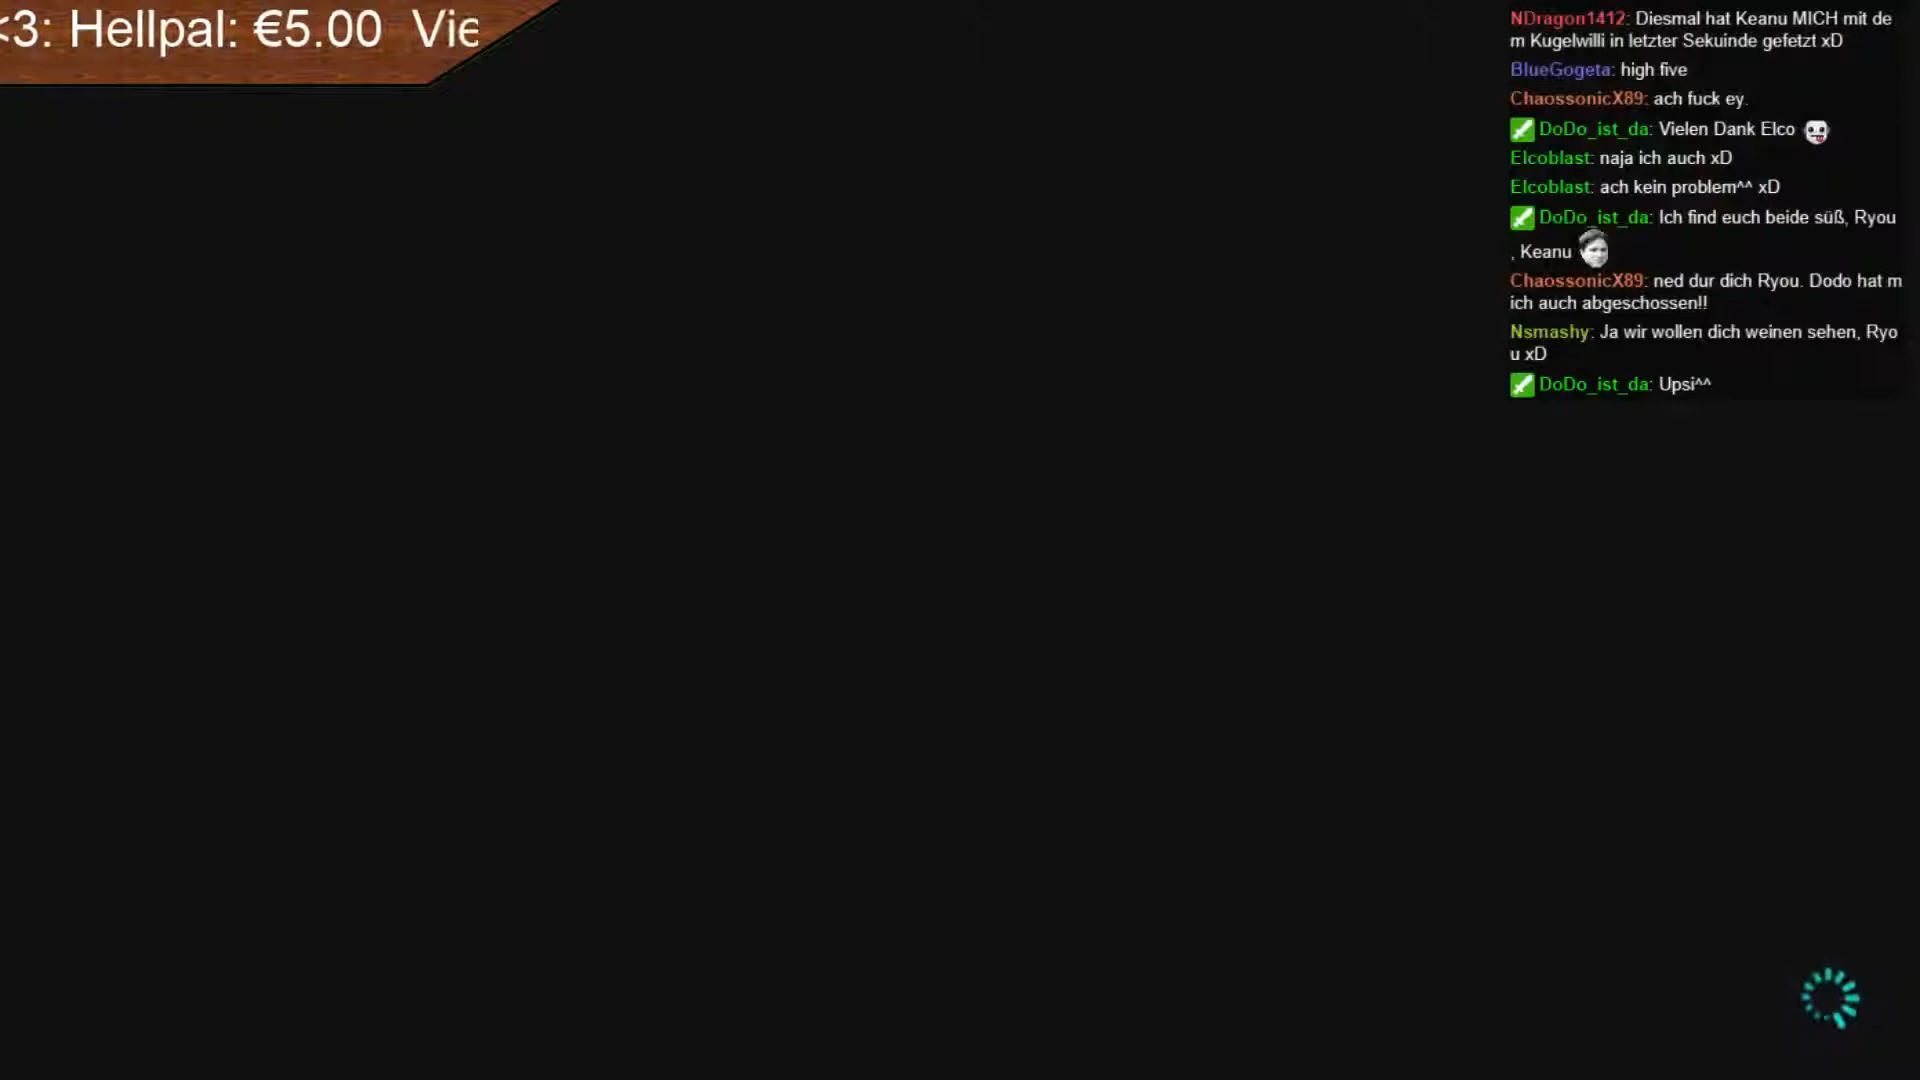 <3: Hellpal: €5.00 Vie
NDragon1412: Diesmal hat Keanu MICH mit de
m Kugelwilli in letzter Sekuinde gefetzt xD
BlueGogeta: high five
ChaossonicX89: ach fuck ey.
DoDo_ist_da: Vielen Dank Elco
Elcoblast: naja ich auch xD
Elcoblast: ach kein problem^^ xD
DoDo_ist_da: Ich find euch beide süß, Ryou
, Keanu
ChaossonicX89: ned dur dich Ryou. Dodo hat m
ich auch abgeschossen!!
Nsmashy: Ja wir wollen dich weinen sehen, Ryo
u xD
DoDo_ist_da: Upsi^^